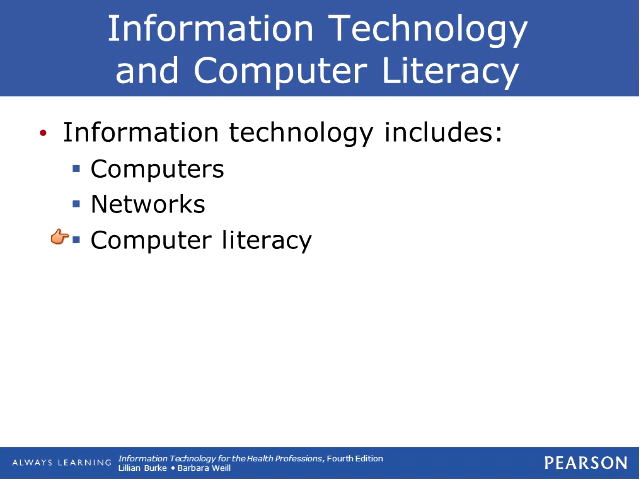 Information Technology
and Computer Literacy
• Information technology includes:
▪ Computers
▪ Networks
▪ Computer literacy
ALWAYS LEARNING
Information Technology for the Health Professions, Fourth Edition
Lillian Burke ♦ Barbara Weill
PEARSON